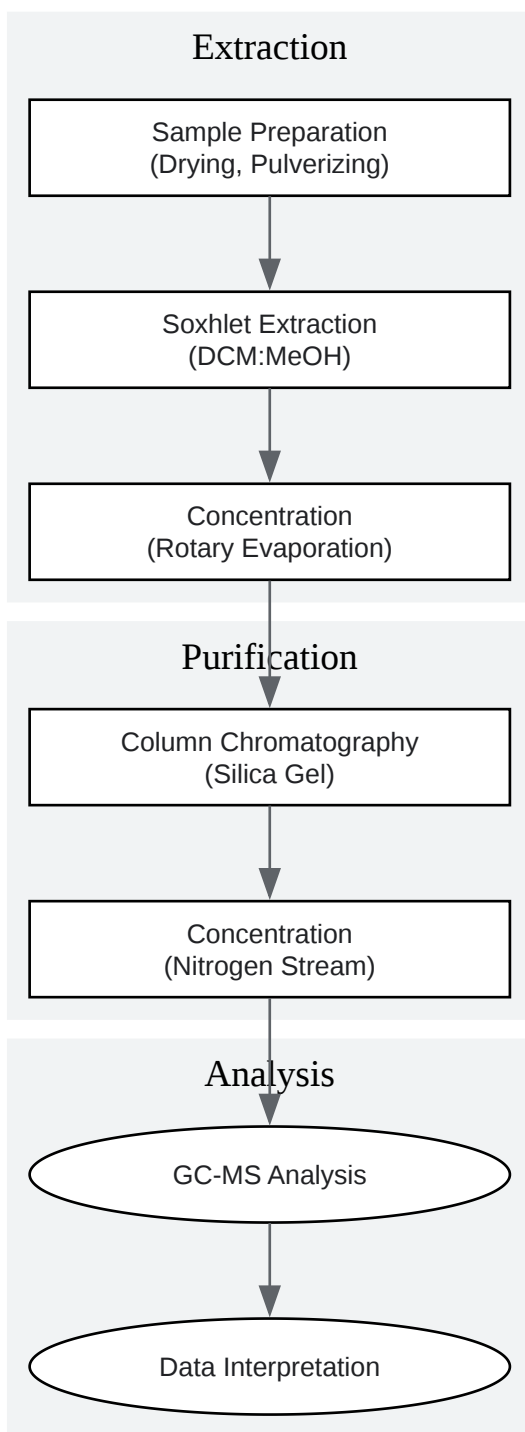 Extraction
Sample Preparation
(Drying, Pulverizing)
Soxhlet Extraction
(DCM:MeOH)
Concentration
(Rotary Evaporation)
Purification
Column Chromatography
(Silica Gel)
Concentration
(Nitrogen Stream)
Analysis
GC-MS Analysis
Data Interpretation